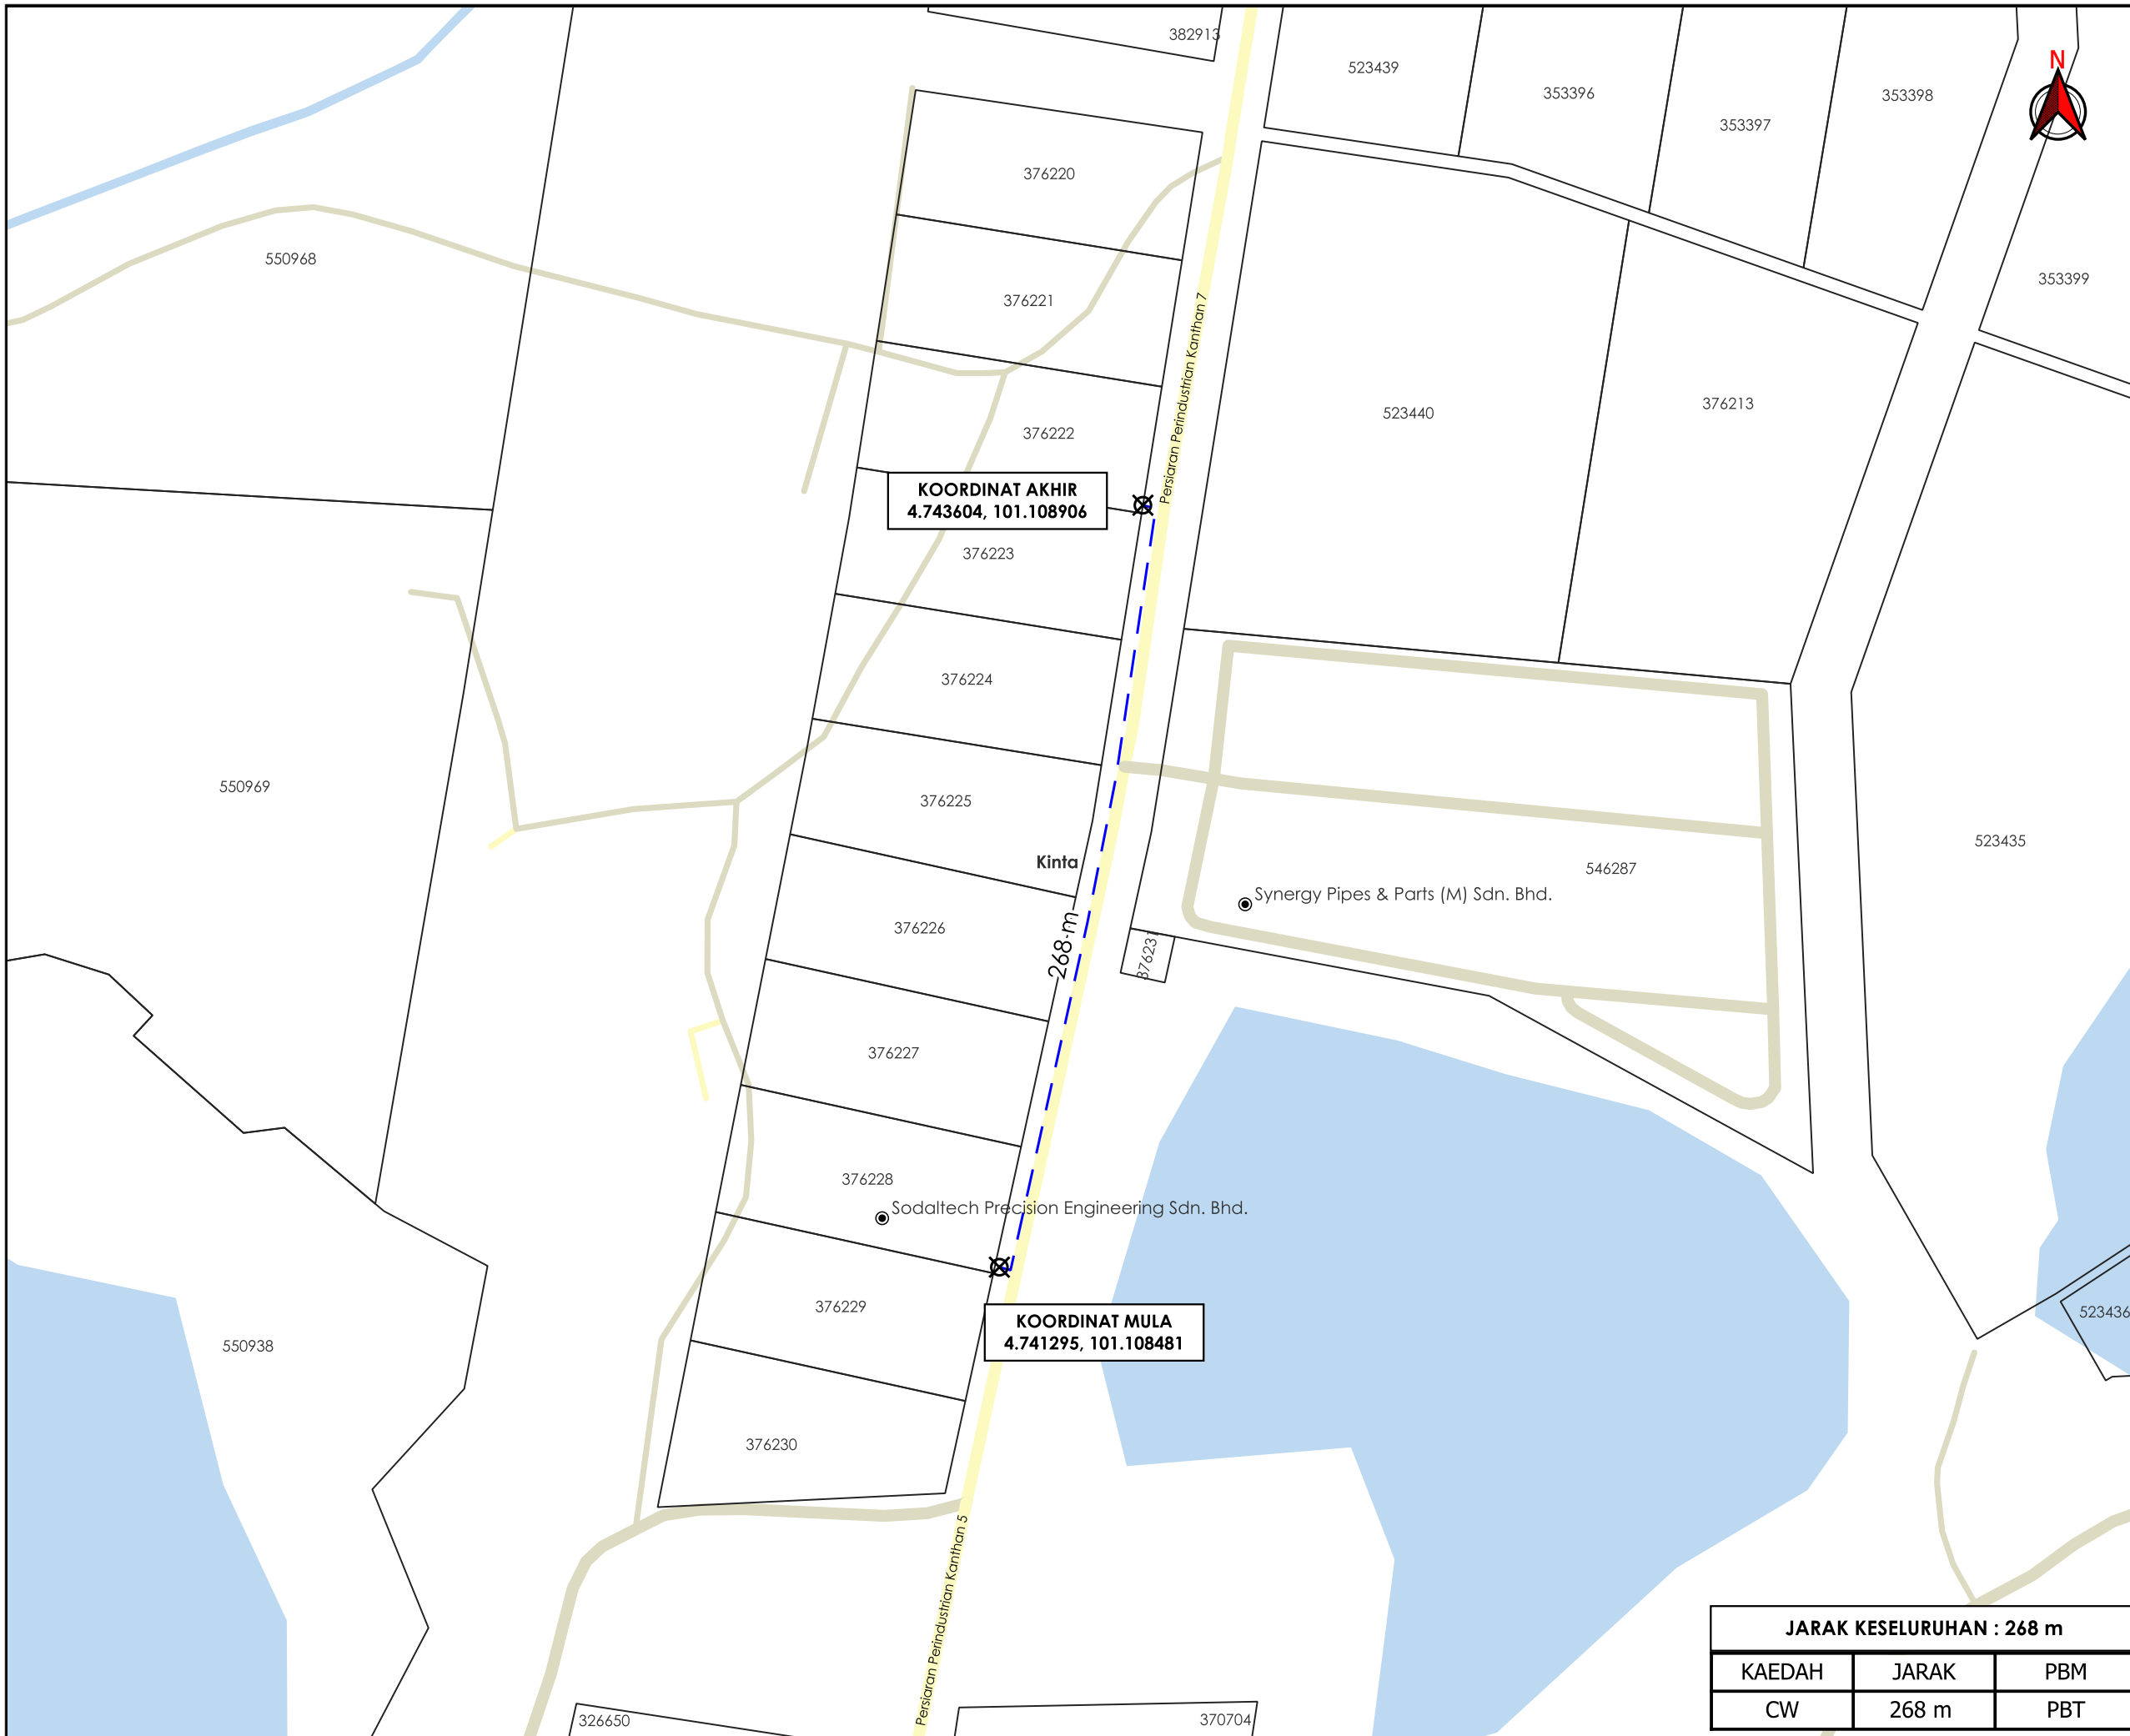 382913
523439
353396
353397
353398
N
353399
376220
550968
376221
Persiaran Perindustrian Kanthan 7
523440
376213
376222
KOORDINAT AKHIR
4.743604, 101.108906
376223
376224
550969
376225
Kinta
523435
546287
Synergy Pipes & Parts (M) Sdn. Bhd.
376226
268 m
376231
376227
376228
Sodaltech Precision Engineering Sdn. Bhd.
376229
KOORDINAT MULA
4.741295, 101.108481
523436
550938
376230
Persiaran Perindustrian Kanthan 5
JARAK KESELURUHAN : 268 m
KAEDAH JARAK PBM
CW 268 m PBT
326650
370704